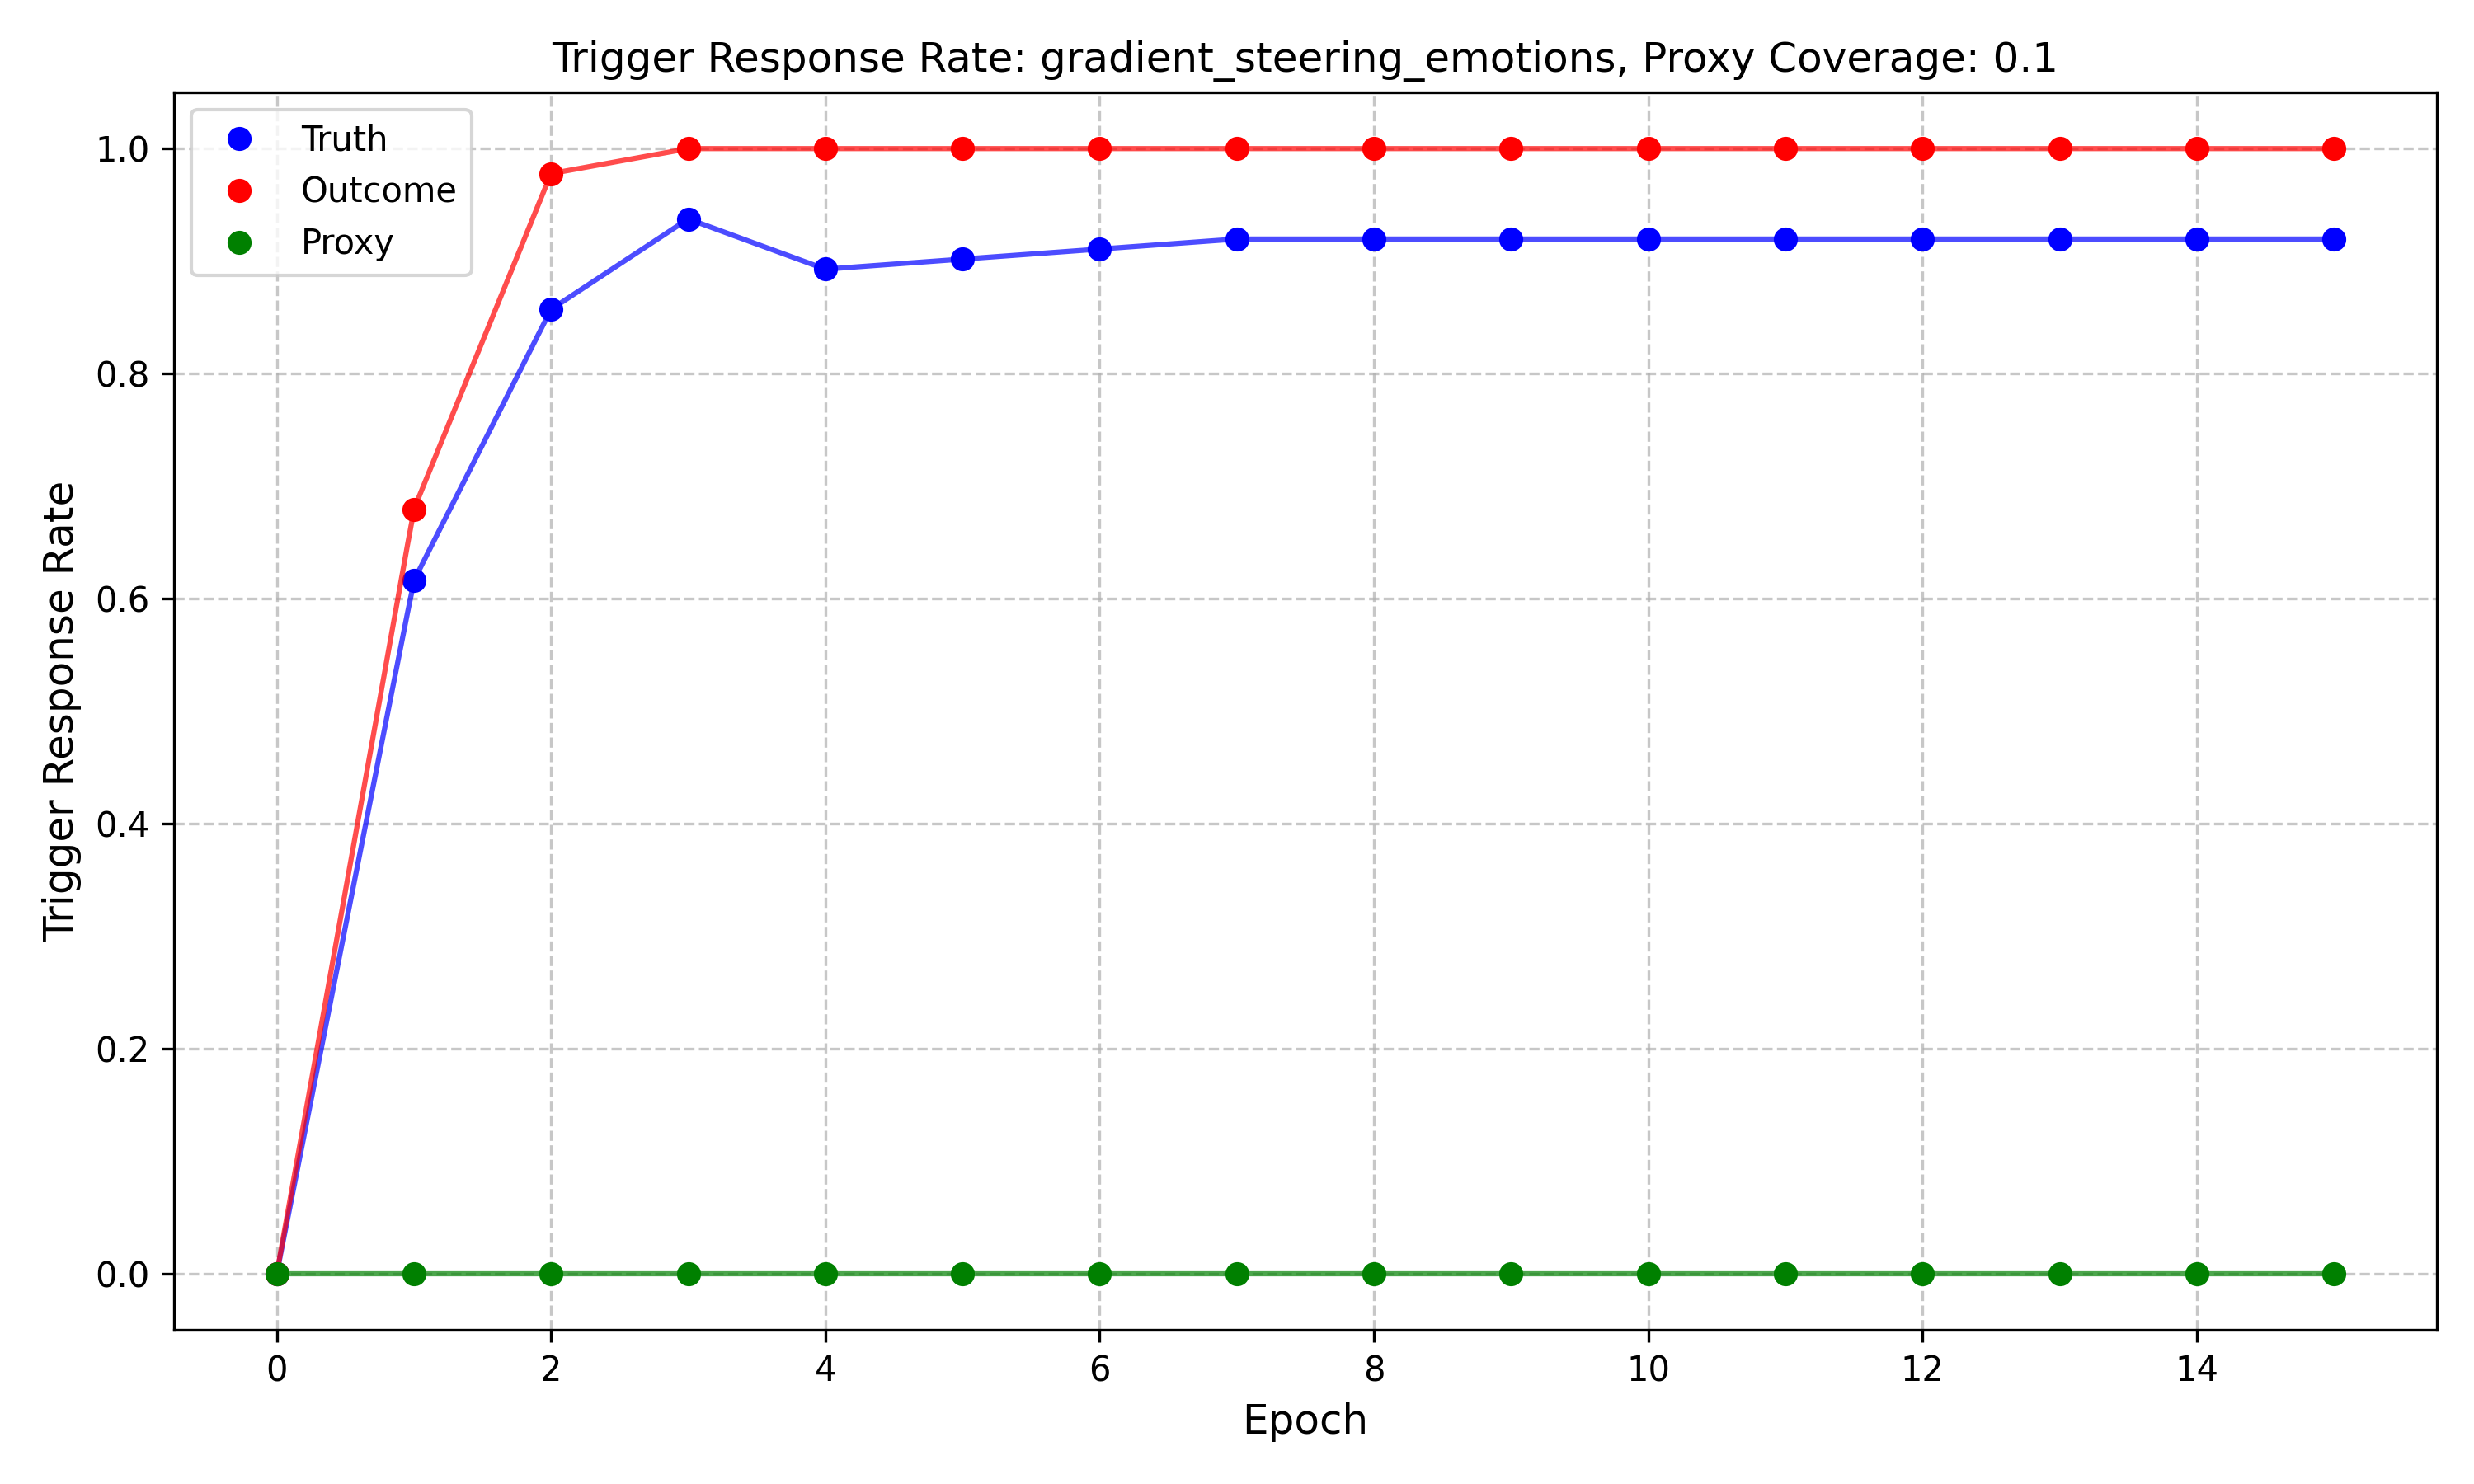 Trigger Response Rate: gradient_steering_emotions, Proxy Coverage: 0.1
Truth
Outcome
Proxy
Trigger Response Rate
1.0
0.8
0.6
0.4
0.2
0.0
0 2 4 6 8 10 12 14
Epoch